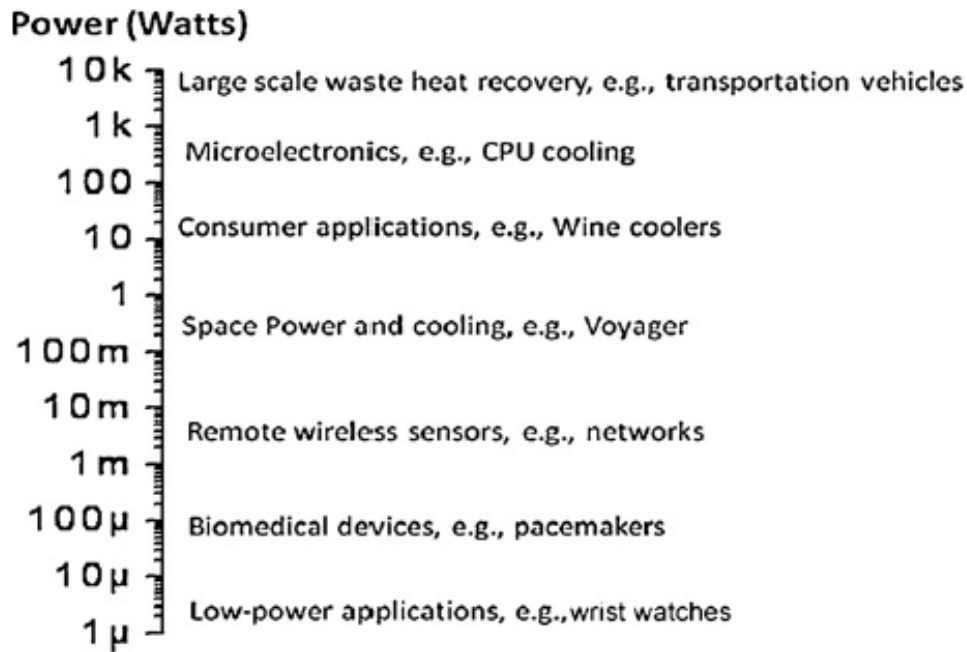 Power (Watts)
10k
Large scale waste heat recovery, e.g., transportation vehicles
1k
Microelectronics, e.g., CPU cooling
100
Consumer applications, e.g., Wine coolers
10
1
Space Power and cooling, e.g., Voyager
100m
10m
Remote wireless sensors, e.g., networks
1m
100μ
Biomedical devices, e.g., pacemakers
10μ
Low-power applications, e.g.,wrist watches
1μ